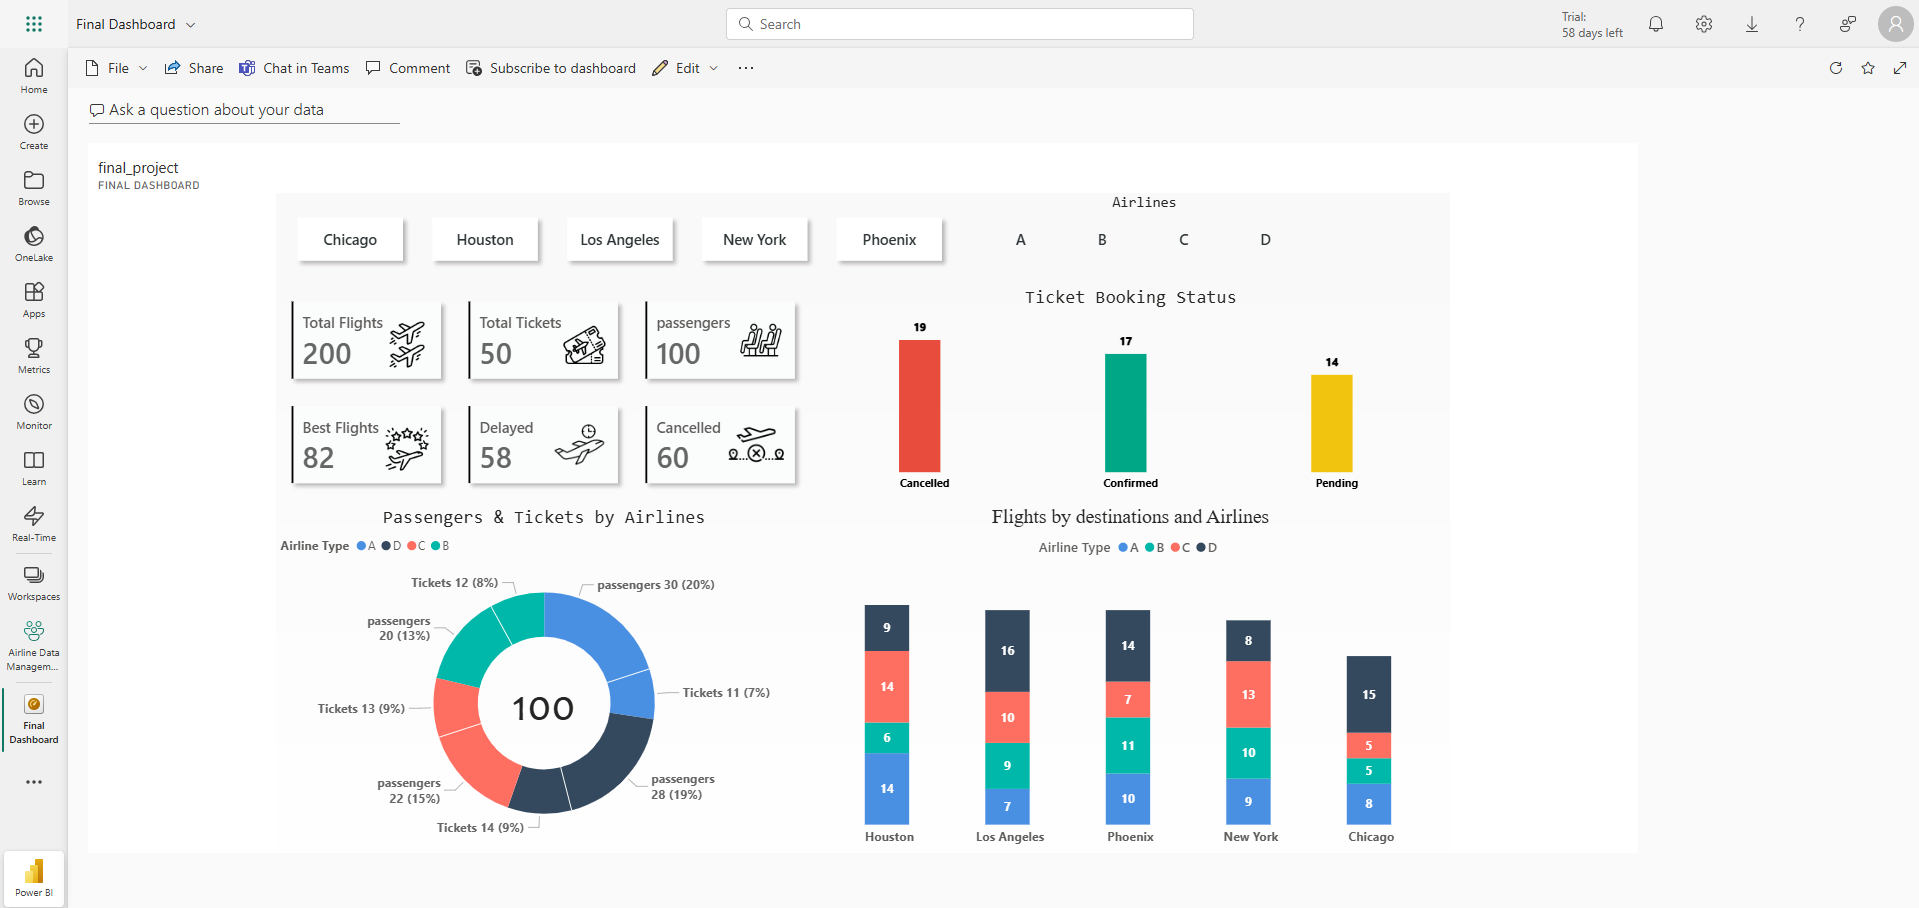 Final Dashboard
Search
Trial:
58 days left
File
Share
Chat in Teams
Comment
Subscribe to dashboard
Edit
Ask a question about your data
Home
Create
Browse
OneLake
Apps
Metrics
Monitor
Learn
Real-Time
Workspaces
Airline Data
Managem...
Final
Dashboard
Power BI
final_project
FINAL DASHBOARD
Chicago
Houston
Los Angeles
New York
Phoenix
Airlines
A
B
C
D
Total Flights
200
Total Tickets
50
passengers
100
Best Flights
82
Delayed
58
Cancelled
60
Ticket Booking Status
19
17
14
Cancelled
Confirmed
Pending
Passengers & Tickets by Airlines
Airline Type A D C B
Tickets 12 (8%)
passengers 30 (20%)
passengers
20 (13%)
Tickets 11 (7%)
Tickets 13 (9%)
100
passengers
22 (15%)
passengers
28 (19%)
Tickets 14 (9%)
Flights by destinations and Airlines
Airline Type A B C D
9
14
6
14
Houston
16
10
9
7
Los Angeles
14
7
11
10
Phoenix
8
13
10
9
New York
15
5
5
8
Chicago